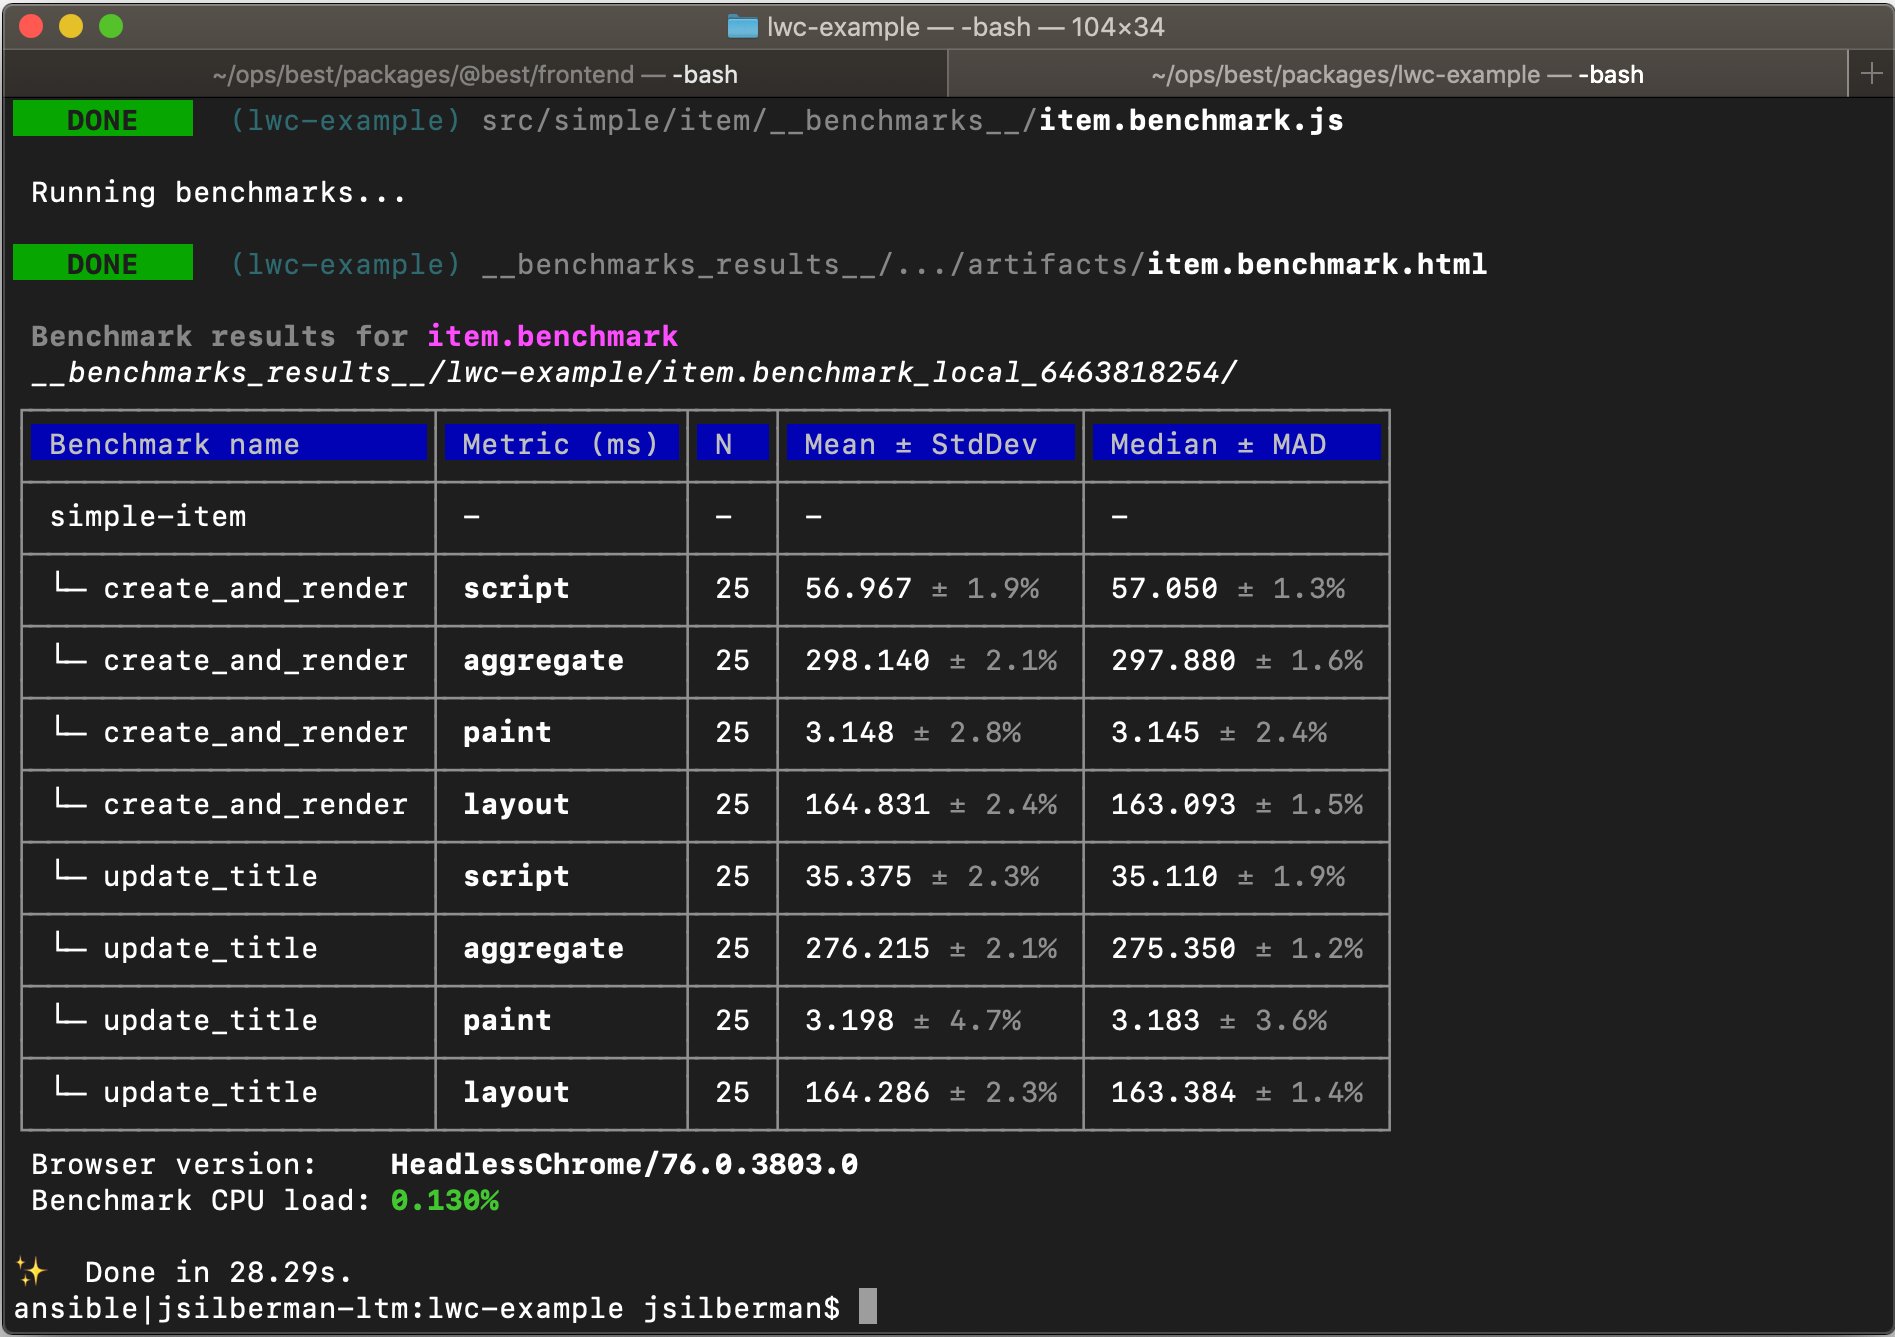 lwc-example — -bash — 104×34
~/ops/best/packages/@best/frontend — -bash ~/ops/best/packages/lwc-example — -bash +
DONE (lwc-example) src/simple/item/__benchmarks__/item.benchmark.js
Running benchmarks...
DONE (lwc-example) __benchmarks_results__/.../artifacts/item.benchmark.html
Benchmark results for item.benchmark
__benchmarks_results__/lwc-example/item.benchmark_local_6463818254/
Benchmark name Metric (ms) N Mean ± StdDev Median ± MAD
simple-item - - - -
└─ create_and_render script 25 56.967 ± 1.9% 57.050 ± 1.3%
└─ create_and_render aggregate 25 298.140 ± 2.1% 297.880 ± 1.6%
└─ create_and_render paint 25 3.148 ± 2.8% 3.145 ± 2.4%
└─ create_and_render layout 25 164.831 ± 2.4% 163.093 ± 1.5%
└─ update_title script 25 35.375 ± 2.3% 35.110 ± 1.9%
└─ update_title aggregate 25 276.215 ± 2.1% 275.350 ± 1.2%
└─ update_title paint 25 3.198 ± 4.7% 3.183 ± 3.6%
└─ update_title layout 25 164.286 ± 2.3% 163.384 ± 1.4%
Browser version: HeadlessChrome/76.0.3803.0
Benchmark CPU load: 0.130%
✨ Done in 28.29s.
ansible|jsilberman-ltm:lwc-example jsilberman$